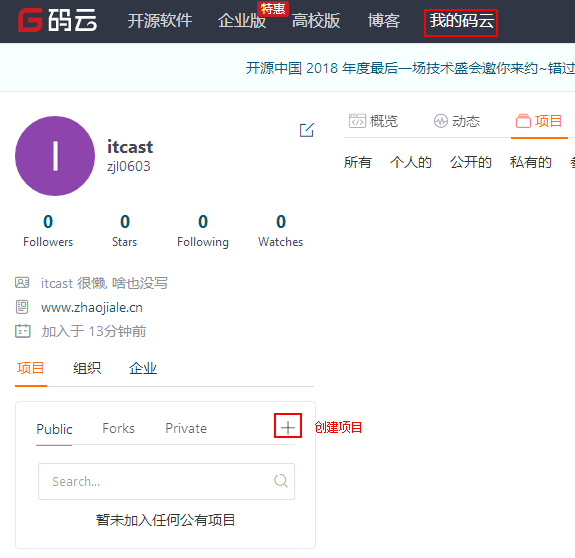 G码云 开源软件 企业版 特惠 高校版 博客 我的码云
开源中国 2018 年度最后一场技术盛会邀你来约~错过
I
itcast
zjl0603
概览 动态 项目
所有 个人的 公开的 私有的
0 0 0 0
Followers Stars Following Watches
itcast 很懒, 啥也没写
www.zhaojiale.cn
加入于 13分钟前
项目 组织 企业
Public Forks Private
创建项目
Search...
暂未加入任何公有项目